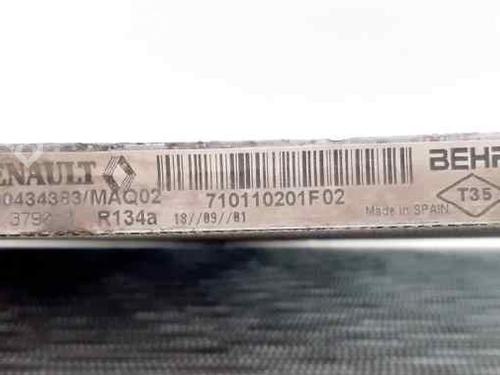 RENAULT BEHR
0434383/MAQ02 710110201F02 T35
R134a 18//09//01 Made in SPAIN